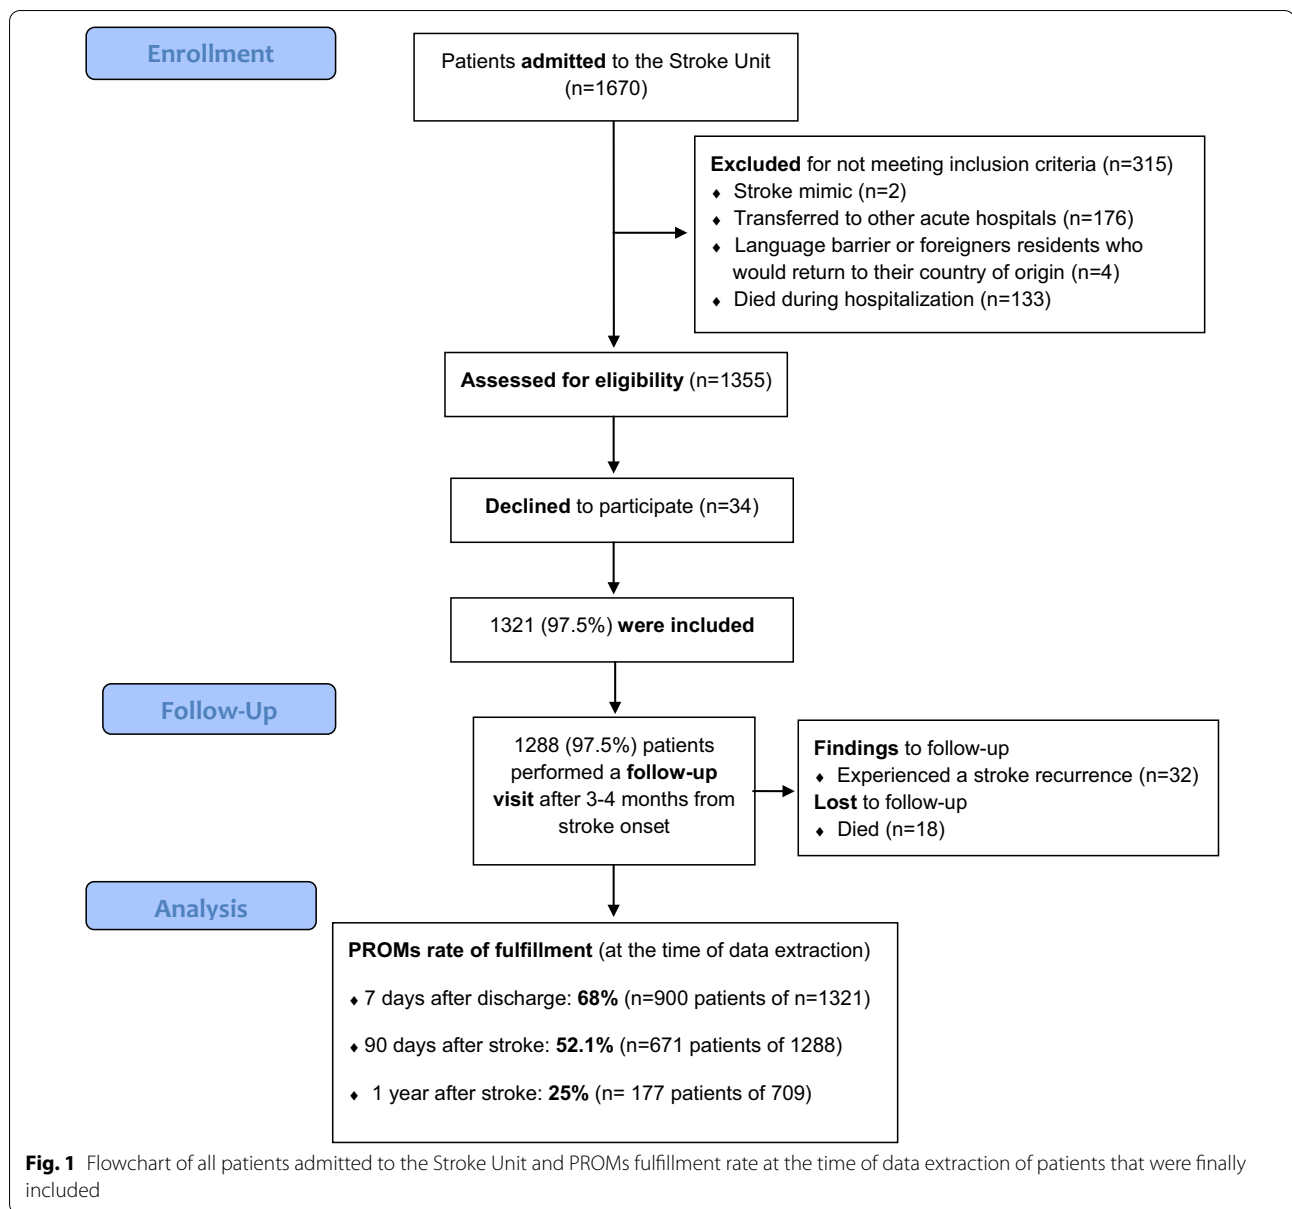 Enrollment
Patients admitted to the Stroke Unit
(n=1670)
Excluded for not meeting inclusion criteria (n=315)
♦ Stroke mimic (n=2)
♦ Transferred to other acute hospitals (n=176)
♦ Language barrier or foreigners residents who
would return to their country of origin (n=4)
♦ Died during hospitalization (n=133)
Assessed for eligibility (n=1355)
Declined to participate (n=34)
1321 (97.5%) were included
Follow-Up
1288 (97.5%) patients
performed a follow-up
visit after 3-4 months from
stroke onset
Findings to follow-up
♦ Experienced a stroke recurrence (n=32)
Lost to follow-up
♦ Died (n=18)
Analysis
PROMs rate of fulfillment (at the time of data extraction)
♦ 7 days after discharge: 68% (n=900 patients of n=1321)
♦ 90 days after stroke: 52.1% (n=671 patients of 1288)
♦ 1 year after stroke: 25% (n= 177 patients of 709)
Fig. 1 Flowchart of all patients admitted to the Stroke Unit and PROMs fulfillment rate at the time of data extraction of patients that were finally
included